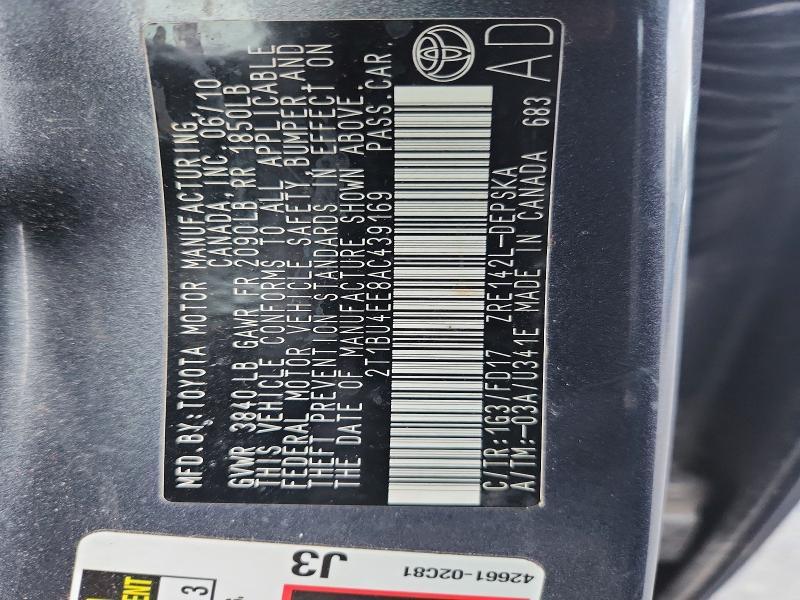 MFD.BY:TOYOTA MOTOR MANUFACTURING,
CANADA, INC 06/10
GVWR 3840 LB GAWR FR 2090LB,RR 1850LB
THIS VEHICLE CONFORMS TO ALL APPLICABLE
FEDERAL MOTOR VEHICLE SAFETY,BUMPER,AND
THEFT PREVENTION STANDARDS IN EFFECT ON
THE DATE OF MANUFACTURE SHOWN ABOVE.
2T1BU4EE8AC439169 PASS.CAR
C/TR:1G3/FD17 ZRE142L-DEPSKA
A/TM:-03A/U341E MADE IN CANADA 683
AD
J3
42661-02C81
3